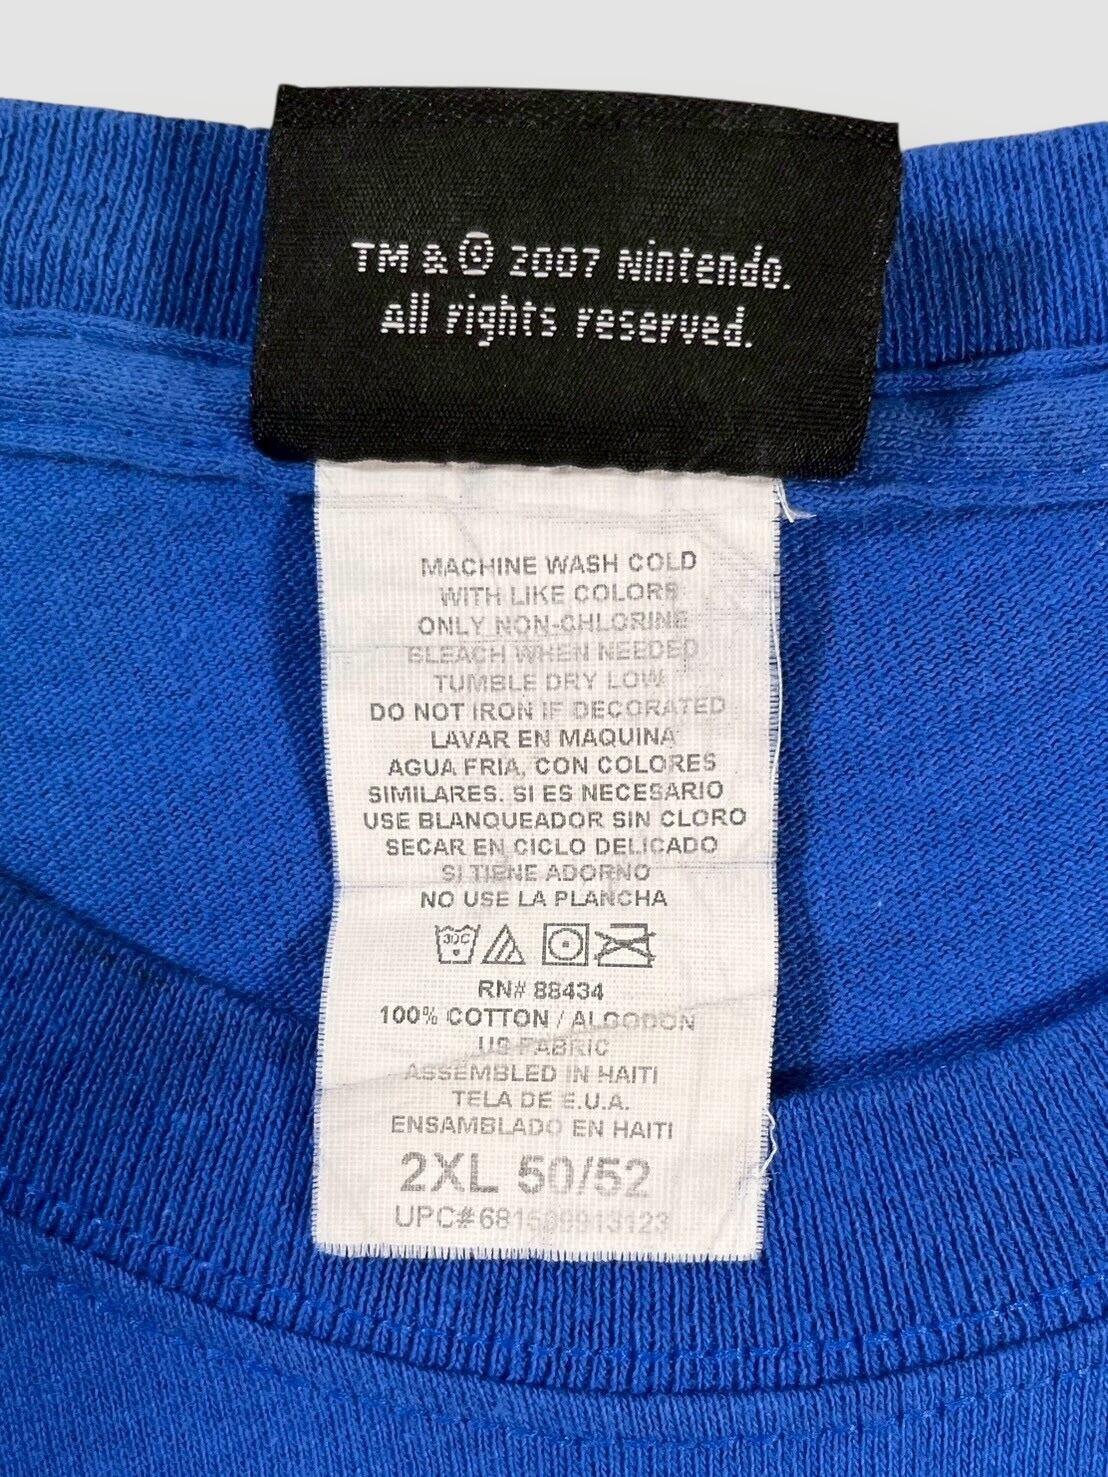 TM & © 2007 Nintendo.
All rights reserved.
MACHINE WASH COLD
WITH LIKE COLORS
ONLY NON-CHLORINE
BLEACH WHEN NEEDED
TUMBLE DRY LOW
DO NOT IRON IF DECORATED
LAVAR EN MAQUINA
AGUA FRIA, CON COLORES
SIMILARES. SI ES NECESARIO
USE BLANQUEADOR SIN CLORO
SECAR EN CICLO DELICADO
SI TIENE ADORNO
NO USE LA PLANCHA
30C
RN# 88434
100% COTTON / ALGODON
US FABRIC
ASSEMBLED IN HAITI
TELA DE E.U.A.
ENSAMBLADO EN HAITI
2XL 50/52
UPC#